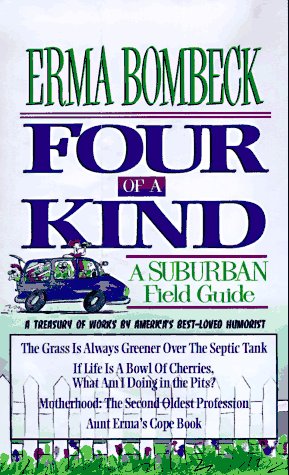 ERMA BOMBECK
FOUR
OF A
KIND
A SUBURBAN
Field Guide
A TREASURY OF WORKS BY AMERICA'S BEST-LOVED HUMORIST
The Grass Is Always Greener Over The Septic Tank
If Life Is A Bowl Of Cherries,
What Am I Doing in the Pits?
Motherhood: The Second Oldest Profession
Aunt Erma's Cope Book